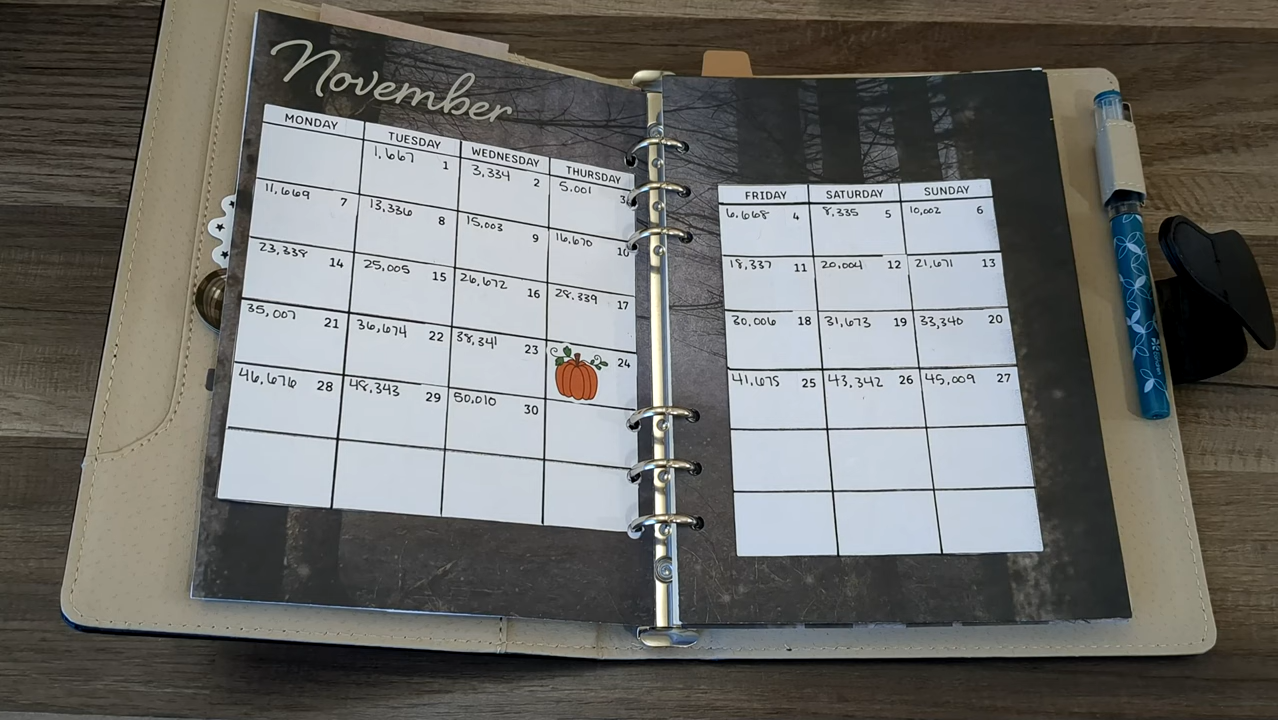 November
MONDAY TUESDAY WEDNESDAY THURSDAY
1,667 1 3,334 2 5,001 3
11,669 7 13,336 8 15,003 9 16,670 10
23,338 14 25,005 15 26,672 16 28,339 17
35,007 21 36,674 22 38,341 23 24
46,676 28 48,343 29 50,010 30
FRIDAY SATURDAY SUNDAY
6,668 4 8,335 5 10,002 6
18,337 11 20,004 12 21,671 13
30,006 18 31,673 19 33,340 20
41,675 25 43,342 26 45,009 27